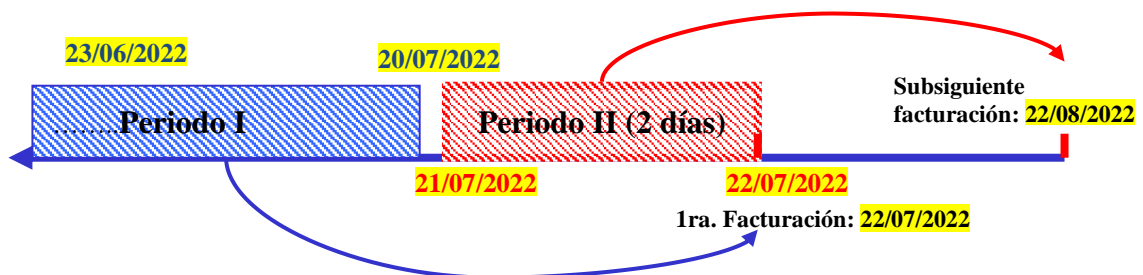 23/06/2022
20/07/2022
Subsiguiente
facturación: 22/08/2022
........Periodo I
Periodo II (2 días)
21/07/2022
22/07/2022
1ra. Facturación: 22/07/2022